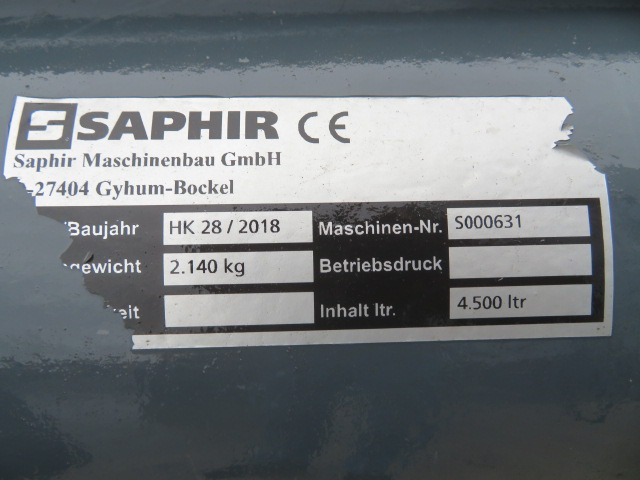 SAPHIR CE
Saphir Maschinenbau GmbH
-27404 Gyhum-Bockel
/Baujahr HK 28 / 2018 Maschinen-Nr. S000631
gewicht 2.140 kg Betriebsdruck
eit Inhalt ltr. 4.500 ltr